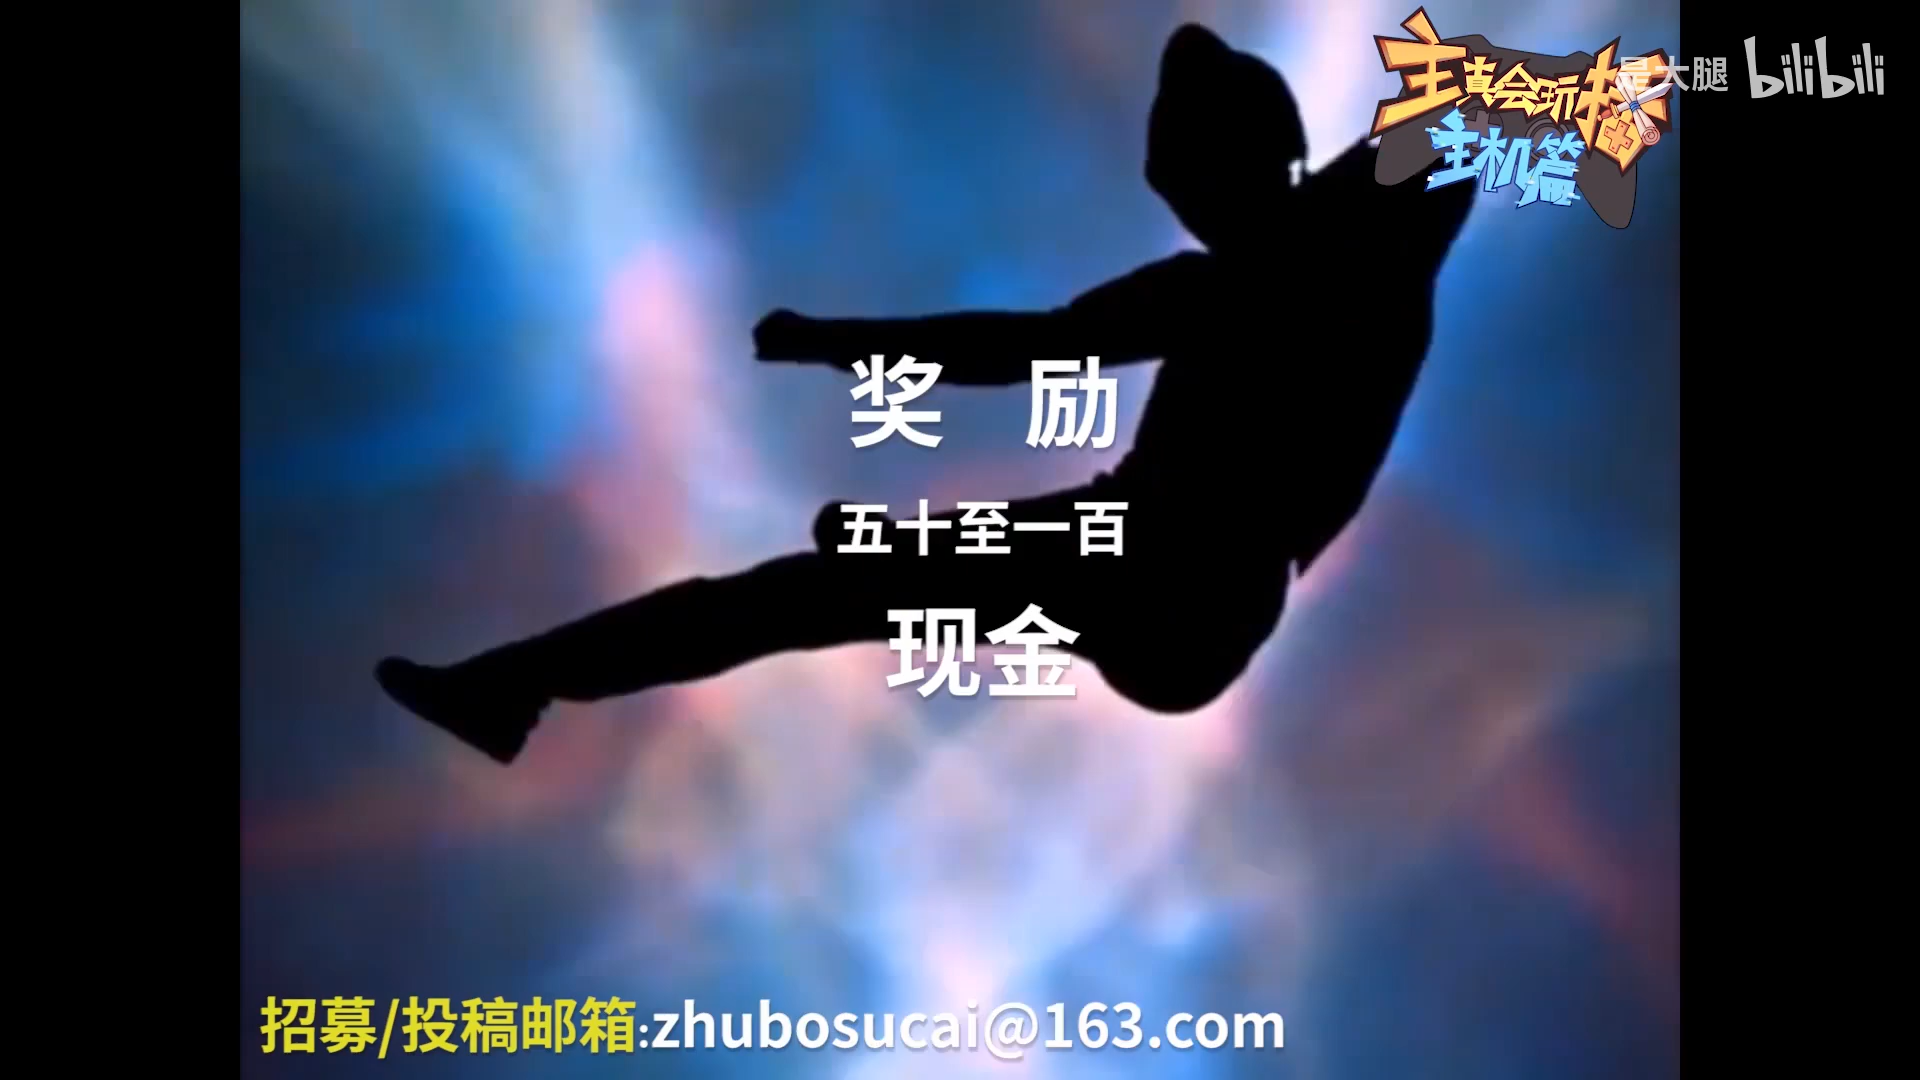 主播真会玩
主机篇
是大腿 bilibili
奖 励
五十至一百
现金
招募/投稿邮箱:zhubosucai@163.com